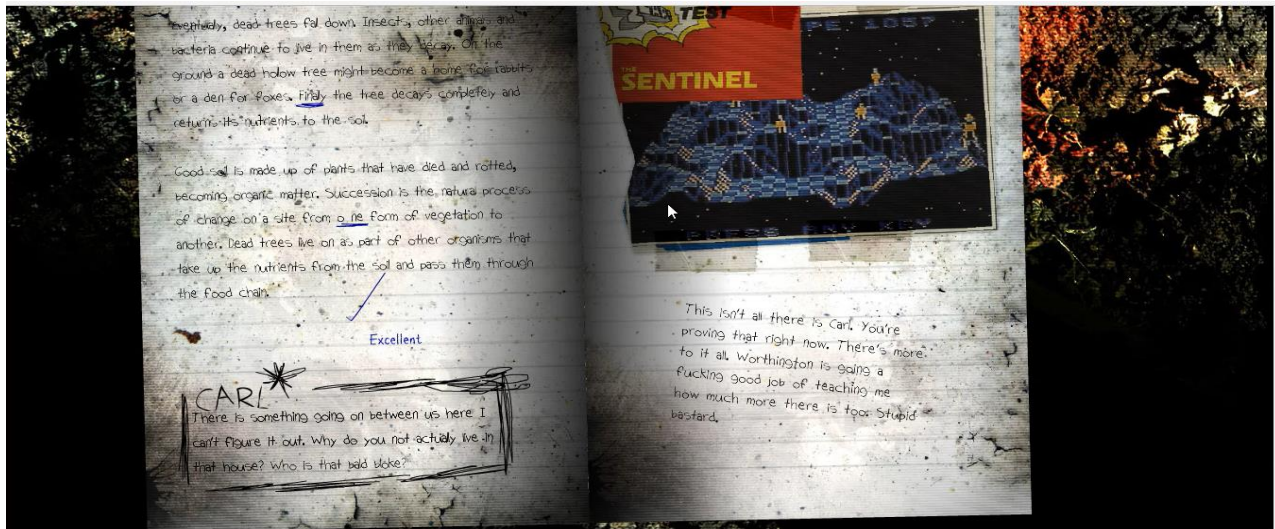 Eventually, dead trees fall down. Insects, other animals and
bacteria continue to live in them as they decay. On the
ground a dead hollow tree might become a home for rabbits
or a den for foxes. Finaly the tree decays completely and
returns its nutrients to the soil.
Good soil is made up of plants that have died and rotted,
becoming organic matter. Succession is the natural process
of change on a site from o ne form of vegetation to
another. Dead trees live on as part of other organisms that
take up the nutrients from the soil and pass them through
the food chain.
Excellent
CARL*
There is something going on between us here I
can't figure it out. Why do you not actually live in
that house? Who is that bald bloke?
TEST
THE
SENTINEL
PE 1057
PRESS ANY KEY
This isn't all there is Carl. You're
proving that right now. There's more
to it all. Worthington is going a
fucking good job of teaching me
how much more there is too. Stupid
bastard.